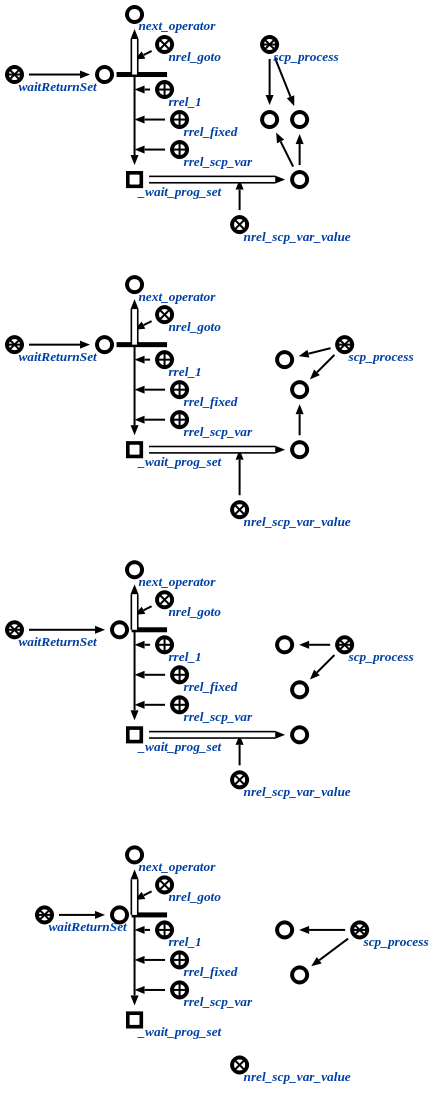 next_operator
nrel_goto
scp_process
waitReturnSet
rrel_1
rrel_fixed
rrel_scp_var
_wait_prog_set
nrel_scp_var_value
next_operator
nrel_goto
waitReturnSet
scp_process
rrel_1
rrel_fixed
rrel_scp_var
_wait_prog_set
nrel_scp_var_value
next_operator
nrel_goto
waitReturnSet
rrel_1
scp_process
rrel_fixed
rrel_scp_var
_wait_prog_set
nrel_scp_var_value
next_operator
nrel_goto
waitReturnSet
rrel_1
scp_process
rrel_fixed
rrel_scp_var
_wait_prog_set
nrel_scp_var_value